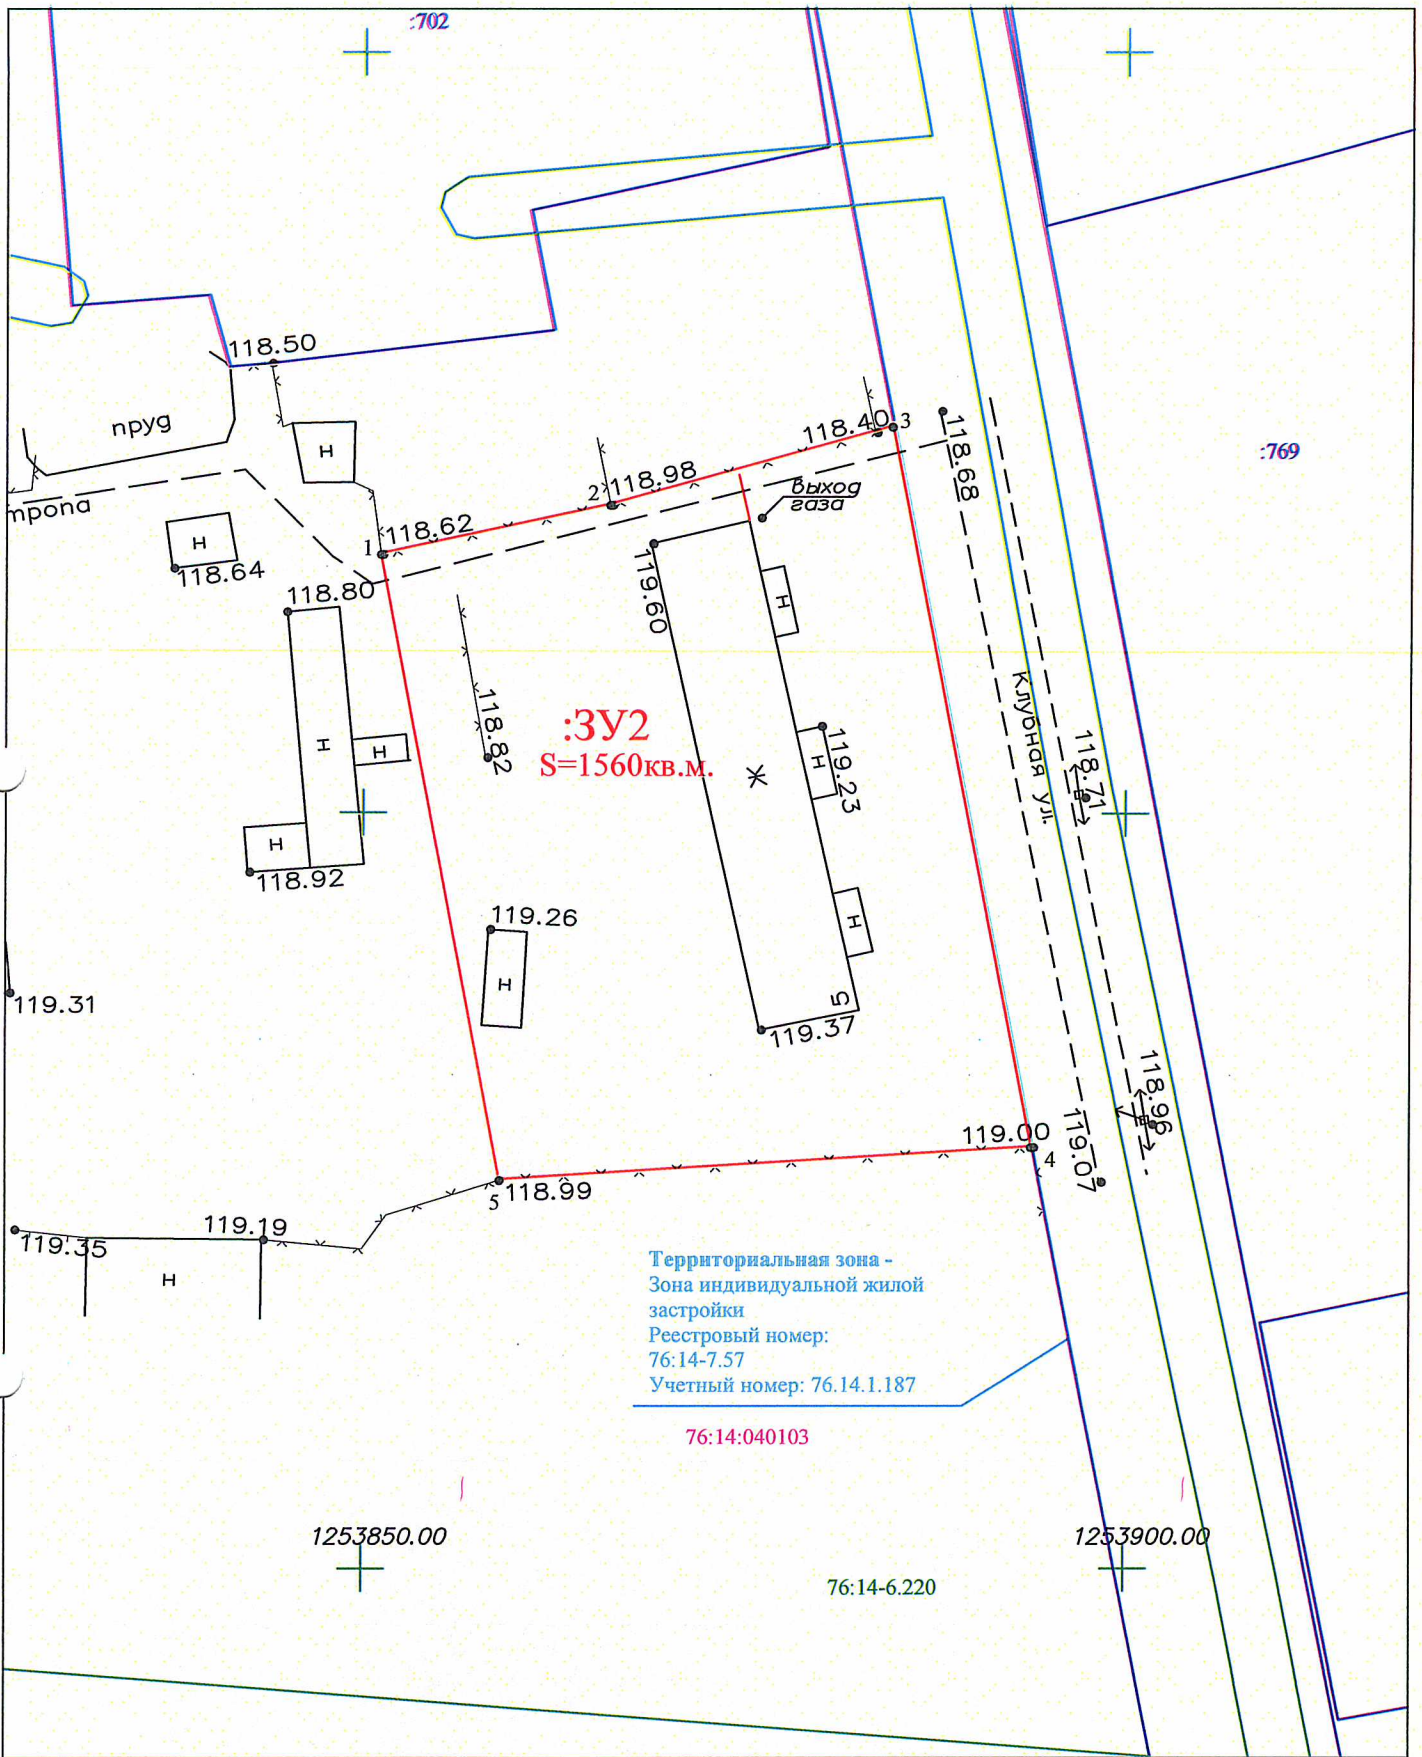 :702
118.50
пруд
н
118.40
3
118.68
:769
2
118.98
выход
газа
тропа
118.62
1
н
118.64
118.80
119.60
н
Клубная ул.
118.82
:ЗУ2
S=1560кв.м.
н
н
ж
н
119.23
118.71
н
118.92
119.26
н
н
119.31
5
119.37
118.96
119.00
4
119.07
5
118.99
119.19
119.35
н
Территориальная зона -
Зона индивидуальной жилой
застройки
Реестровый номер:
76:14-7.57
Учетный номер: 76.14.1.187
76:14:040103
1253850.00
1253900.00
76:14-6.220